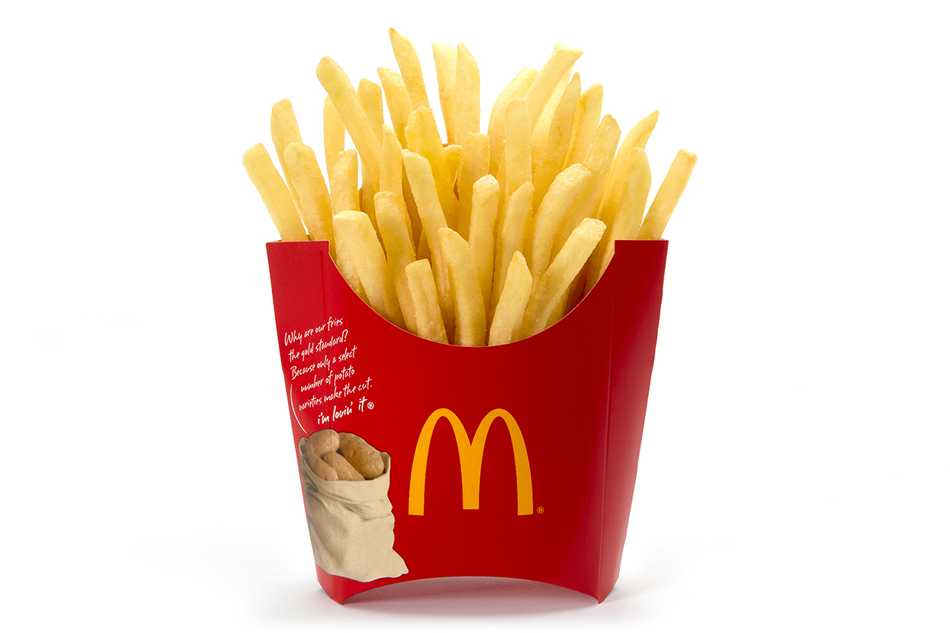 Why are our fries
the gold standard?
Because only a select
number of potato
varieties make the cut.
i'm lovin' it®
M®